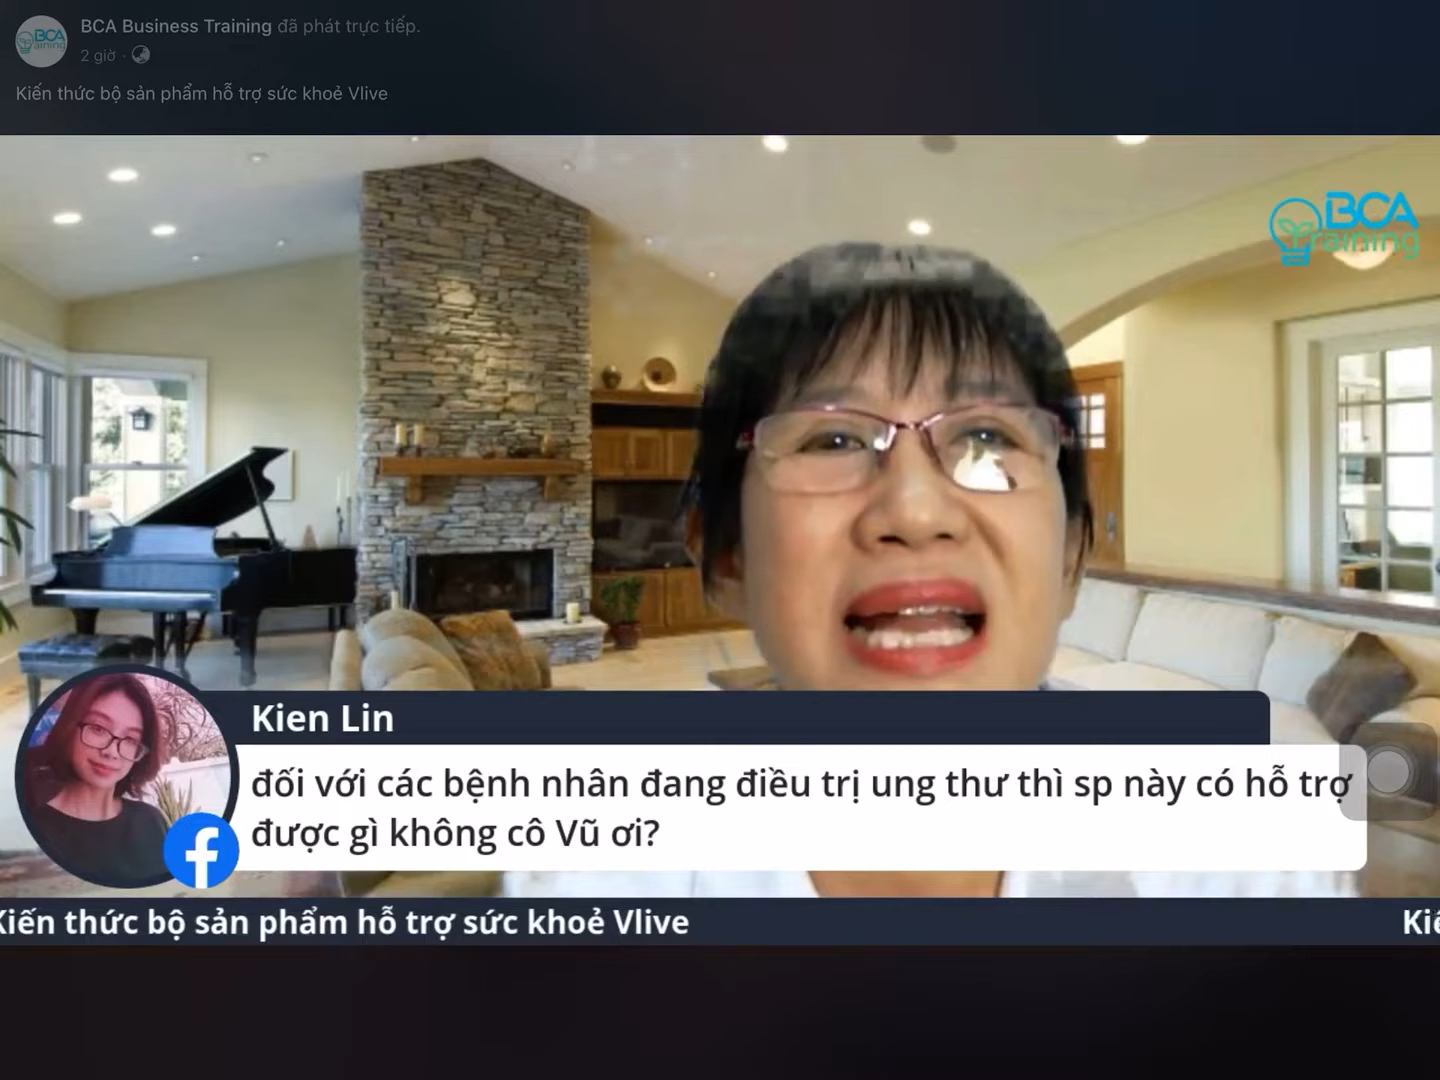 BCA Business Training đã phát trực tiếp.
2 giờ ·
Kiến thức bộ sản phẩm hỗ trợ sức khoẻ Vlive
BCA
Training
BCA
Training
Kien Lin
đối với các bệnh nhân đang điều trị ung thư thì sp này có hỗ trợ
được gì không cô Vũ ơi?
Kiến thức bộ sản phẩm hỗ trợ sức khoẻ Vlive
Kiế